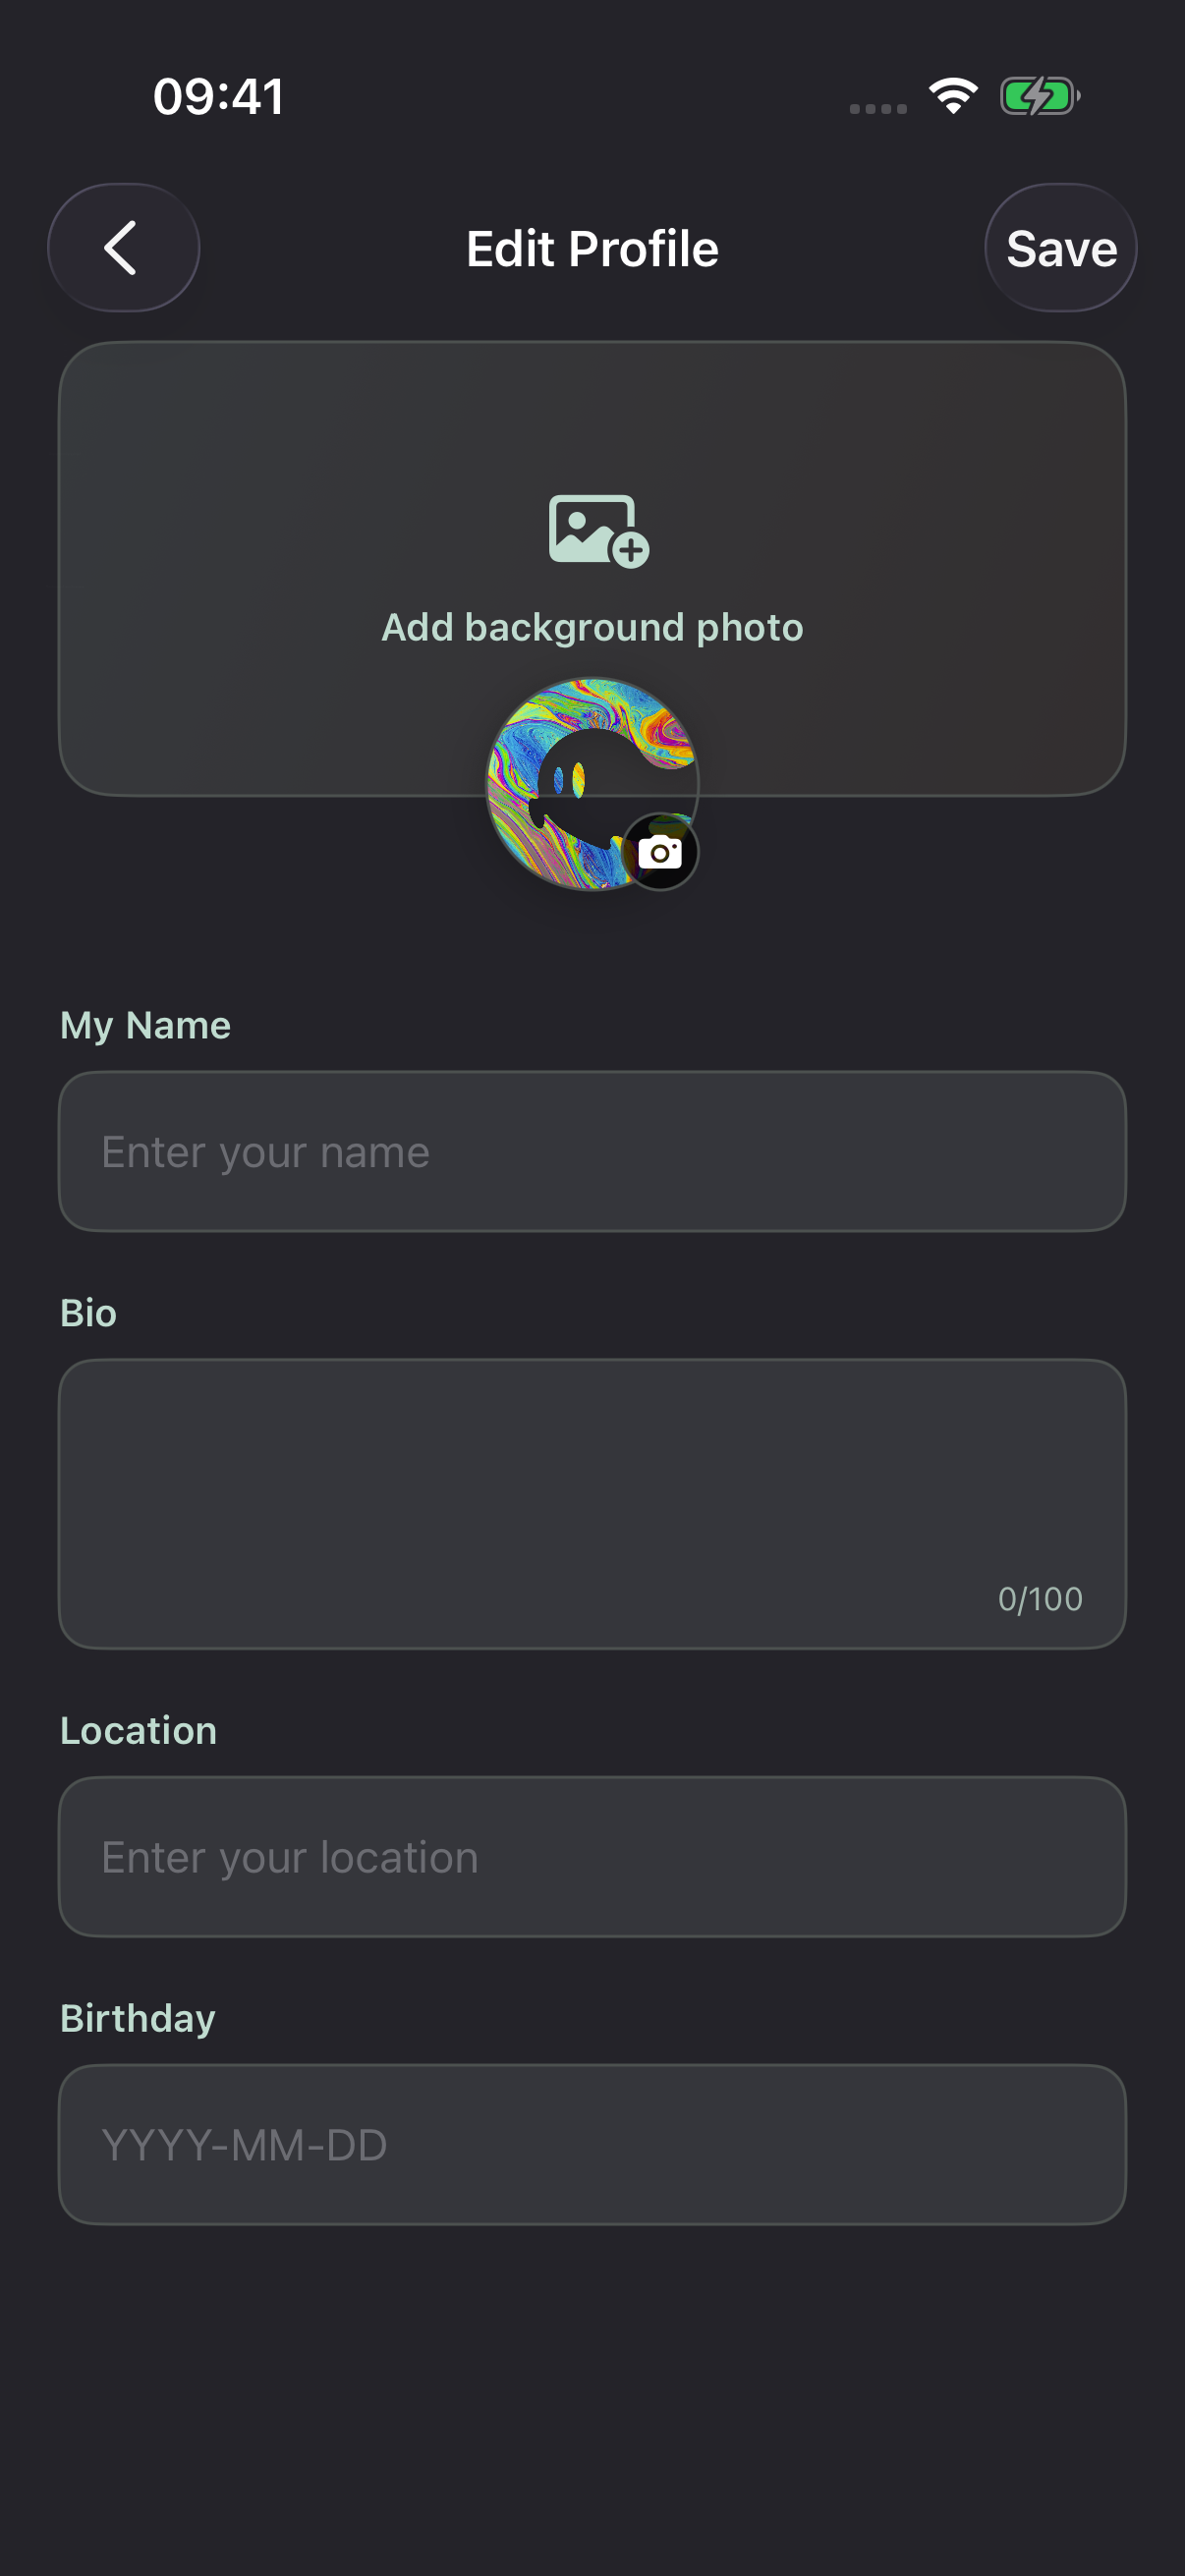 09:41
Edit Profile
Save
Add background photo
My Name
Enter your name
Bio
0/100
Location
Enter your location
Birthday
YYYY-MM-DD